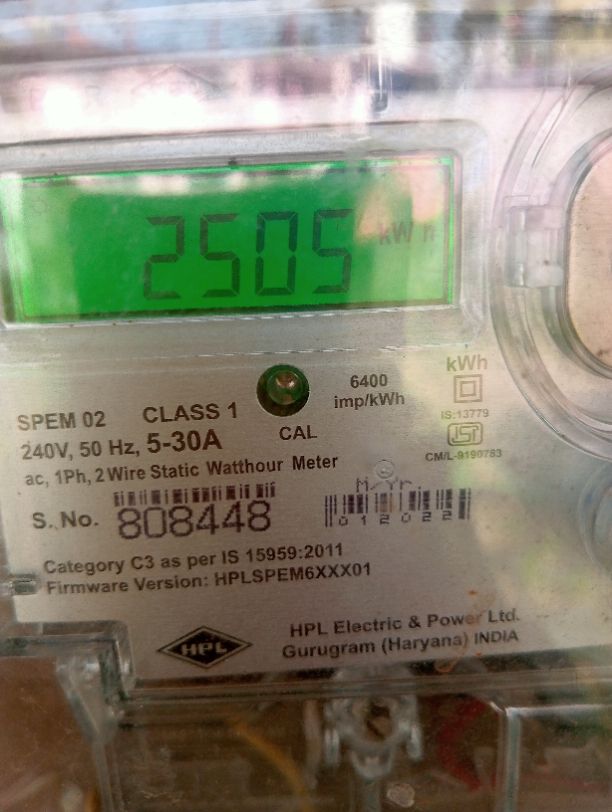 2505 kWh
kWh
6400
imp/kWh
IS:13779
SPEM 02 CLASS 1
CAL
240V, 50 Hz, 5-30A
CM/L-9190783
ac, 1Ph, 2 Wire Static Watthour Meter
M/Yr
S. No. 808448
012022
Category C3 as per IS 15959:2011
Firmware Version: HPLSPEM6XXX01
HPL
HPL Electric & Power Ltd.
Gurugram (Haryana) INDIA